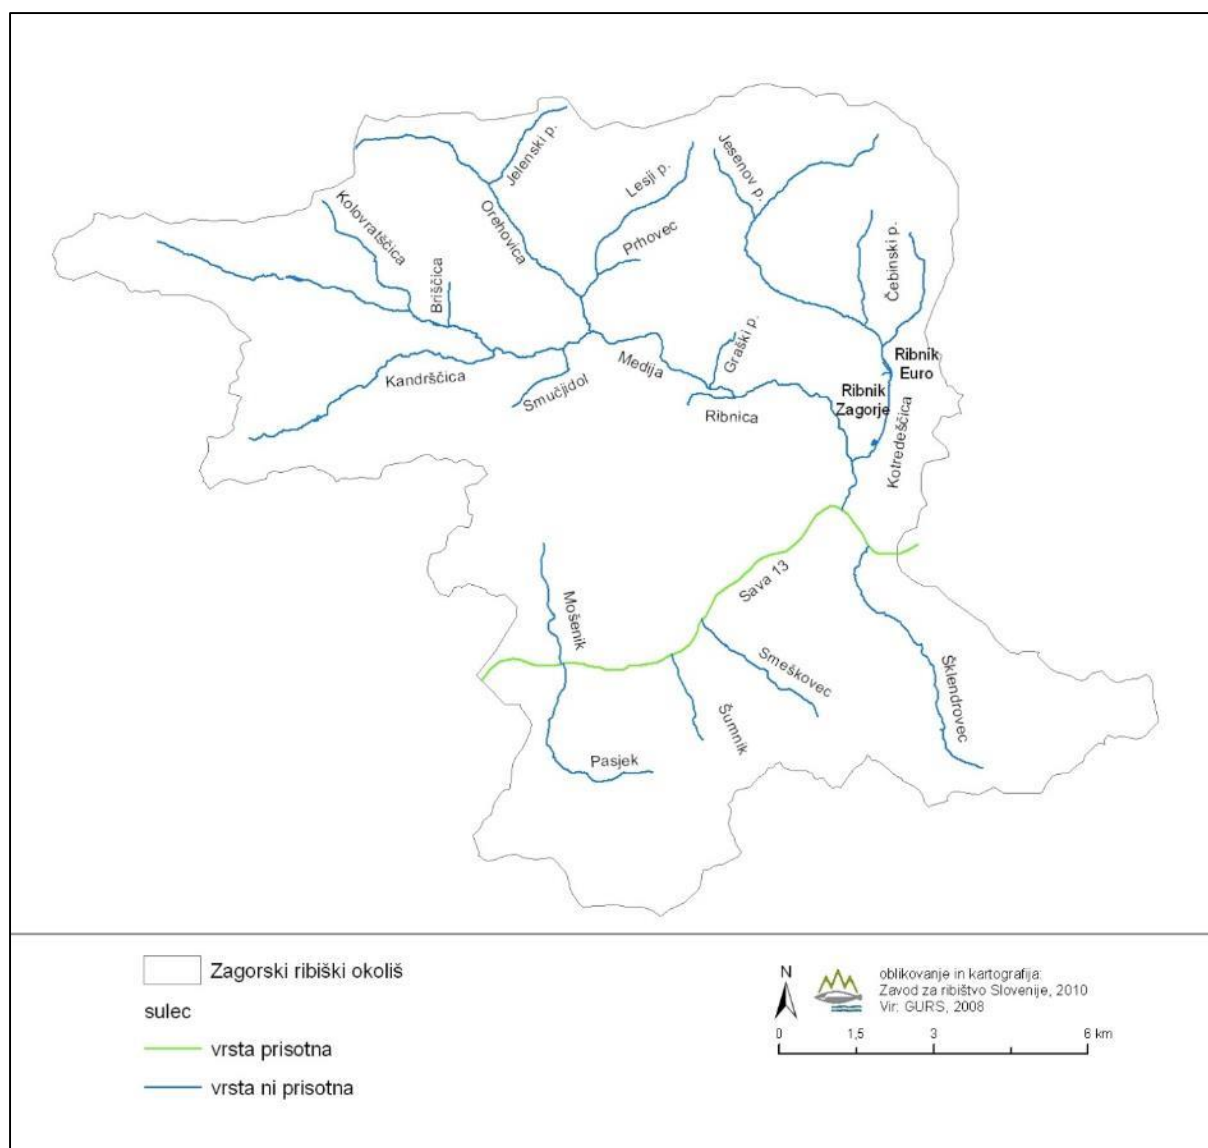 Jelenski p.
Jesenov p.
Lesji p.
Kolovratščica
Orehovica
Prhovec
Čebinski p.
Briščica
Graški p.
Medija
Ribnik
Euro
Kandrščica
Smučjidol
Ribnik
Zagorje
Ribnica
Kotredeščica
Sava 13
Mošenik
Smeškovec
Šklendrovec
Šumnik
Pasjek
Zagorski ribiški okoliš
sulec
vrsta prisotna
vrsta ni prisotna
N
oblikovanje in kartografija:
Zavod za ribištvo Slovenije, 2010
Vir: GURS, 2008
0 1,5 3 6 km